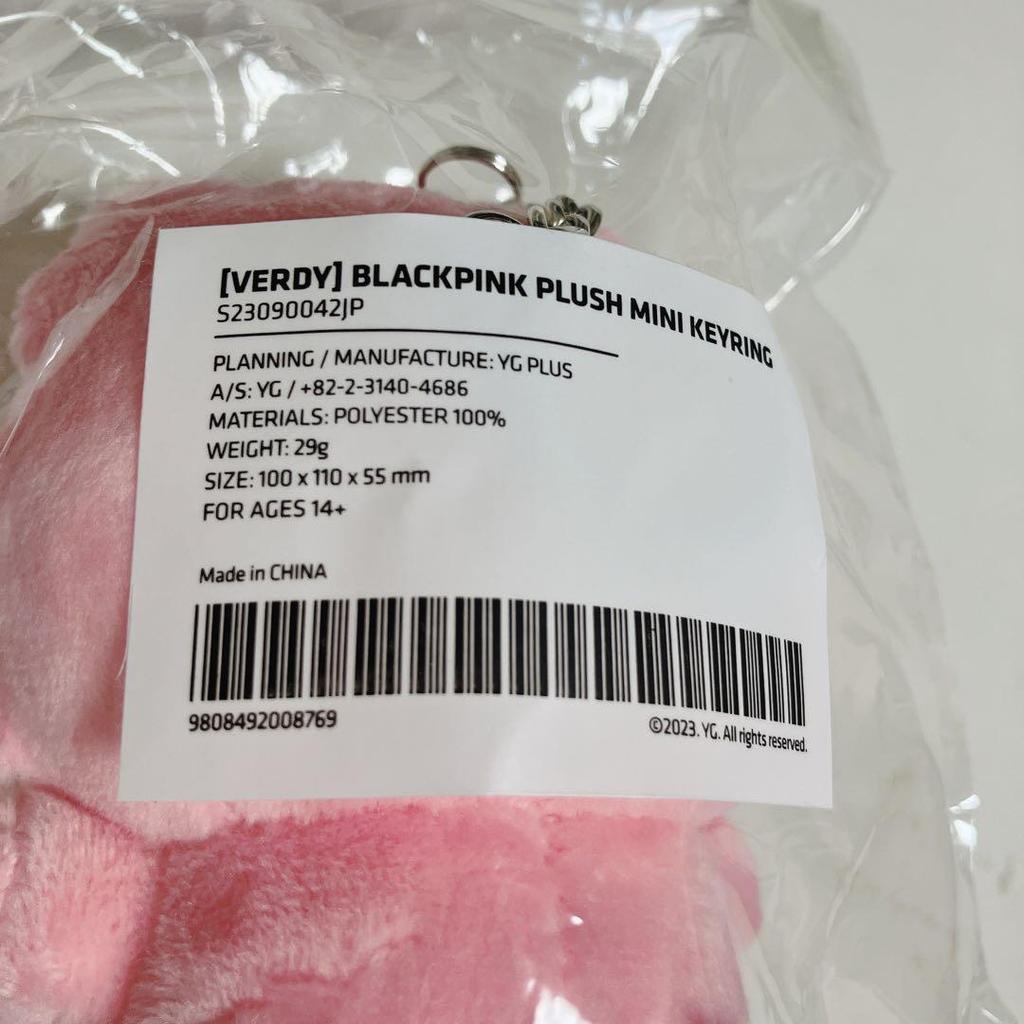 [VERDY] BLACKPINK PLUSH MINI KEYRING
S23090042JP
PLANNING / MANUFACTURE: YG PLUS
A/S: YG / +82-2-3140-4686
MATERIALS: POLYESTER 100%
WEIGHT: 29g
SIZE: 100 x 110 x 55 mm
FOR AGES 14+
Made in CHINA
9808492008769
©2023. YG. All rights reserved.